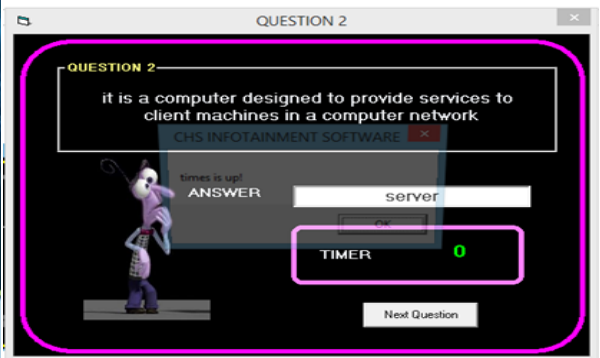 QUESTION 2
QUESTION 2
it is a computer designed to provide services to
client machines in a computer network
CHS INFOTAINMENT SOFTWARE
times is up!
ANSWER
server
OK
TIMER 0
Next Question